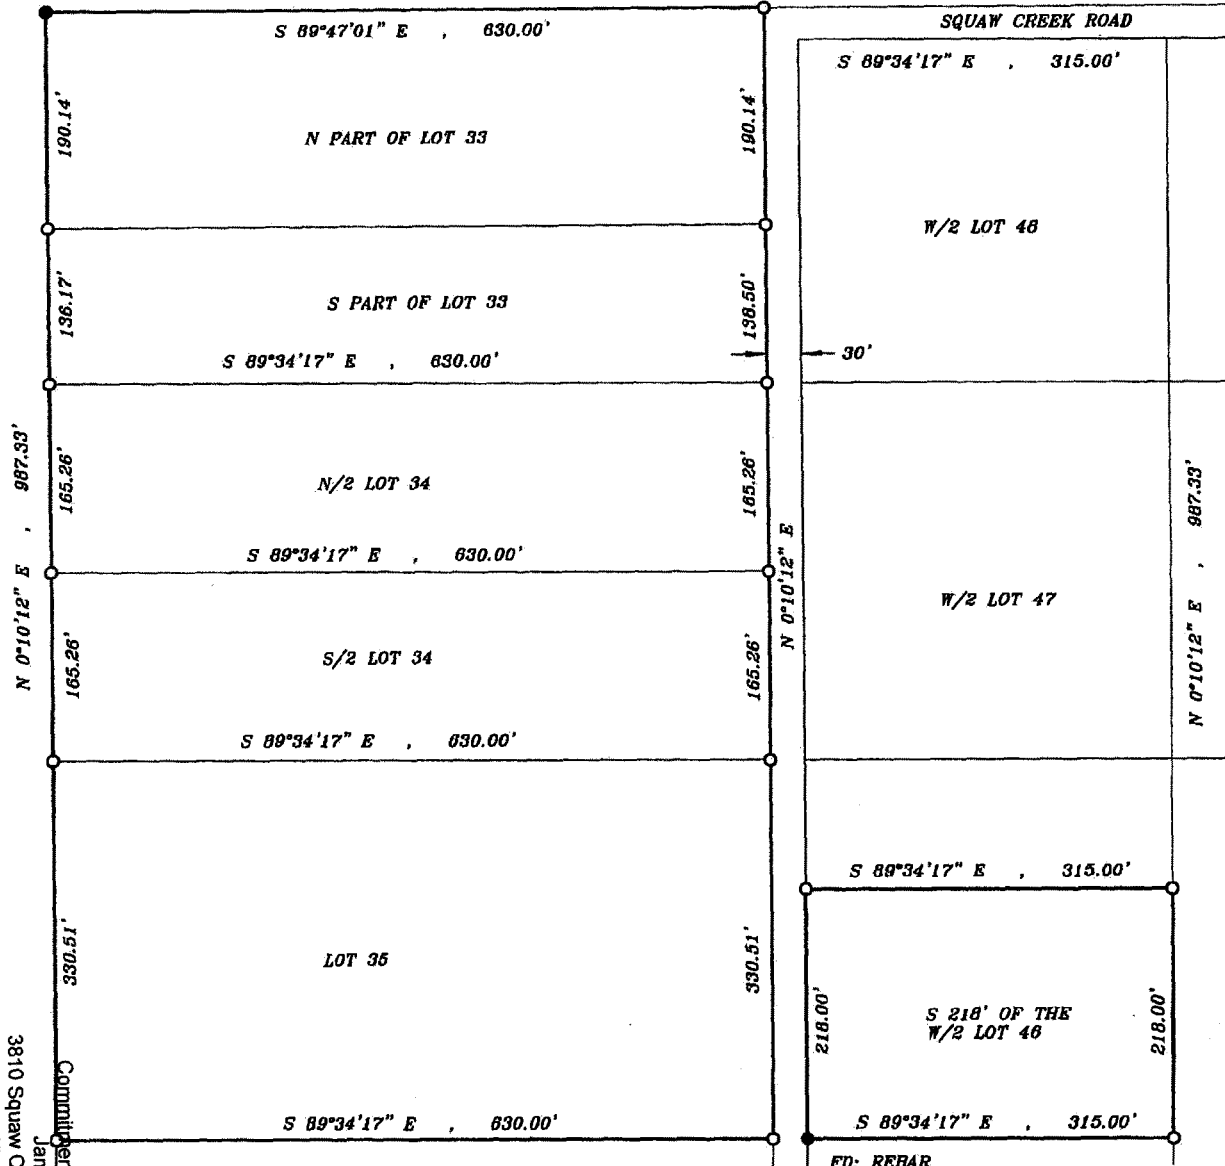 SQUAW CREEK ROAD
S 89°47'01" E , 630.00'
S 89°34'17" E , 315.00'
190.14'
190.14'
N PART OF LOT 33
W/2 LOT 48
136.17'
138.50'
S PART OF LOT 33
S 89°34'17" E , 630.00'
30'
N 0°10'12" E , 987.33'
165.26'
165.26'
N/2 LOT 34
N 0°10'12" E
N 0°10'12" E , 987.33'
S 89°34'17" E , 630.00'
W/2 LOT 47
165.26'
165.26'
S/2 LOT 34
S 89°34'17" E , 630.00'
S 89°34'17" E , 315.00'
330.51'
330.51'
LOT 35
218.00'
218.00'
S 218' OF THE
W/2 LOT 46
S 89°34'17" E , 630.00'
S 89°34'17" E , 315.00'
FD: REBAR
3810 Squaw C